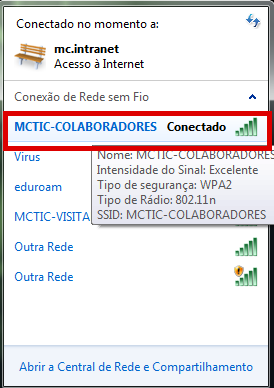 Conectado no momento a:
mc.intranet
Acesso à Internet
Conexão de Rede sem Fio
MCTIC-COLABORADORES Conectado
Virus
Nome: MCTIC-COLABORADORES
Intensidade do Sinal: Excelente
eduroam
Tipo de segurança: WPA2
Tipo de Rádio: 802.11n
MCTIC-VISITA
SSID: MCTIC-COLABORADORES
Outra Rede
Outra Rede
Abrir a Central de Rede e Compartilhamento